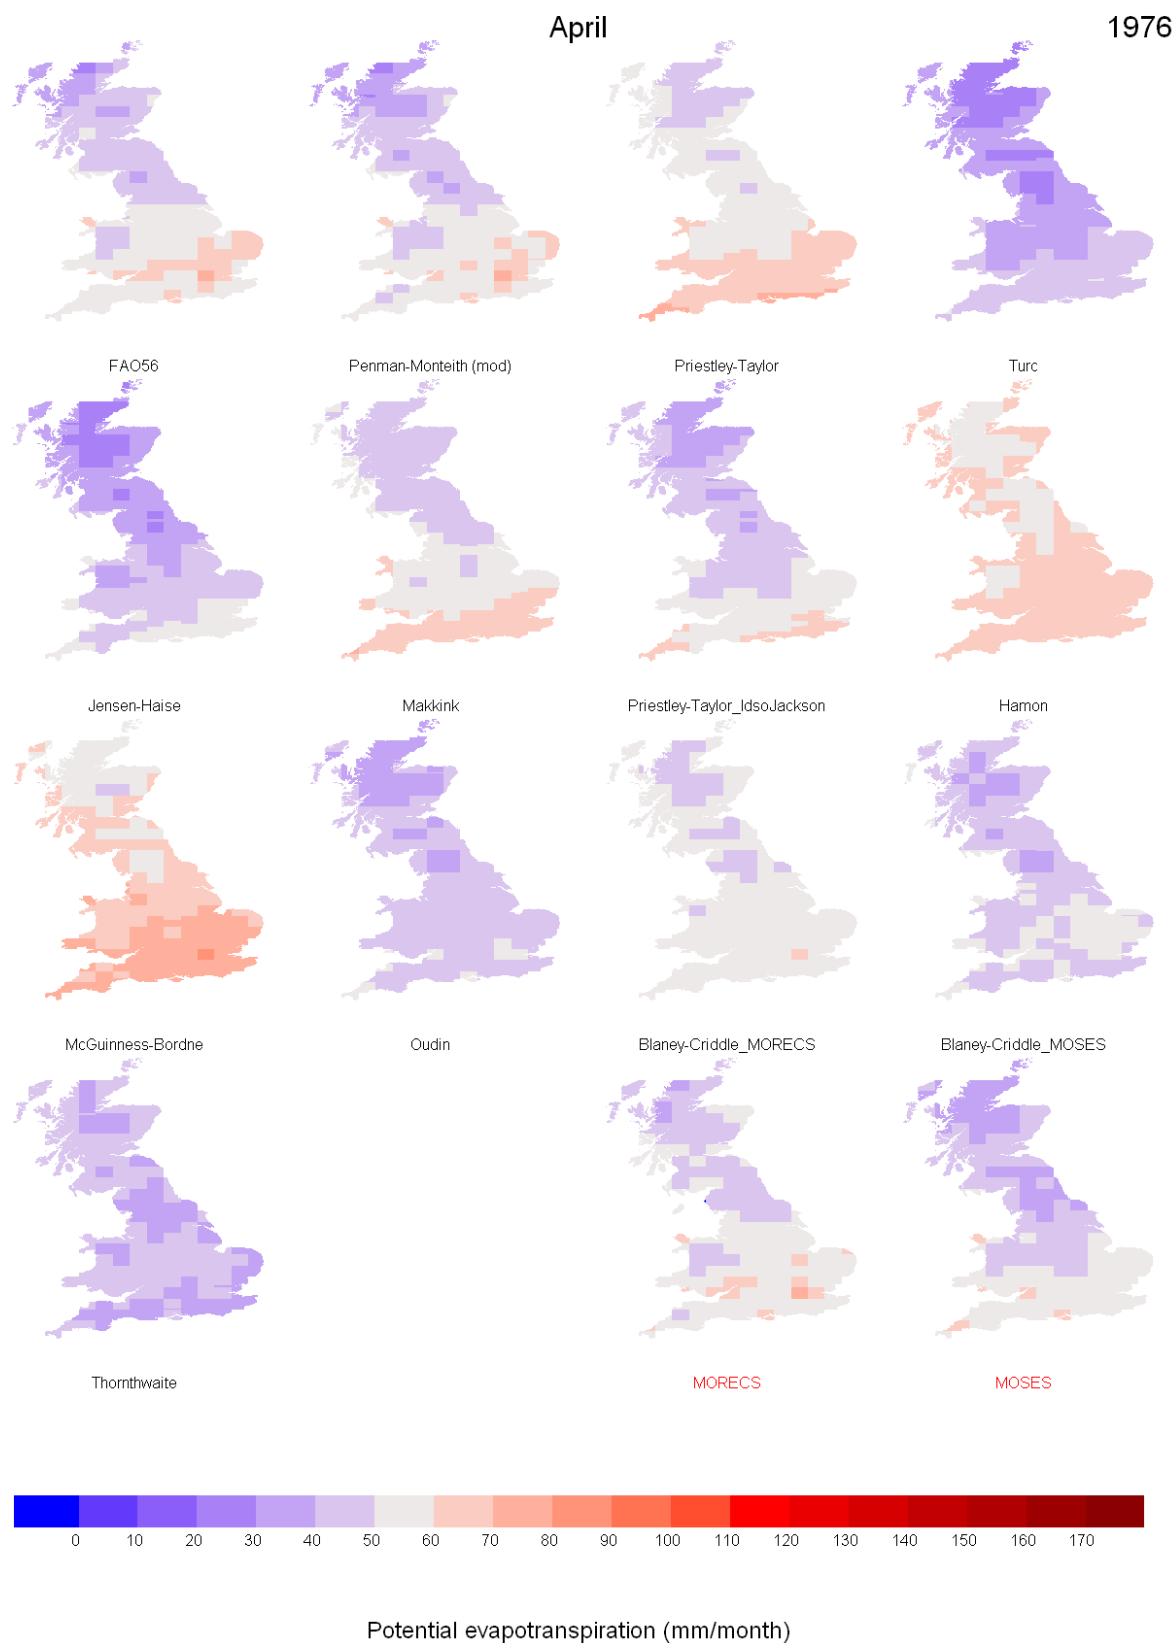 April 1976
FAO56 Penman-Monteith (mod) Priestley-Taylor Turc
Jensen-Haise Makkink Priestley-Taylor_IdsoJackson Hamon
McGuinness-Bordne Oudin Blaney-Criddle_MORECS Blaney-Criddle_MOSES
Thornthwaite MORECS MOSES
0 10 20 30 40 50 60 70 80 90 100 110 120 130 140 150 160 170
Potential evapotranspiration (mm/month)